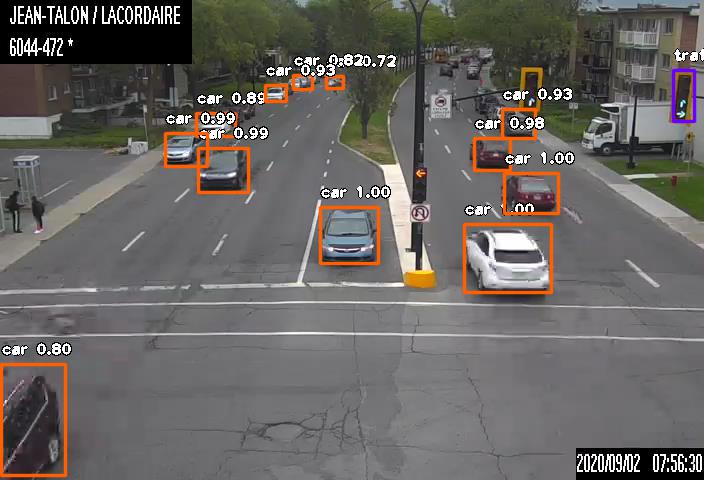 JEAN-TALON / LACORDAIRE
6044-472 *
car 0.82
0.72
car 0.93
traf
car 0.89
car 0.93
car 0.99
car 0.99
car 0.98
car 1.00
car 1.00
car 1.00
car 0.80
2020/09/02 07:56:30